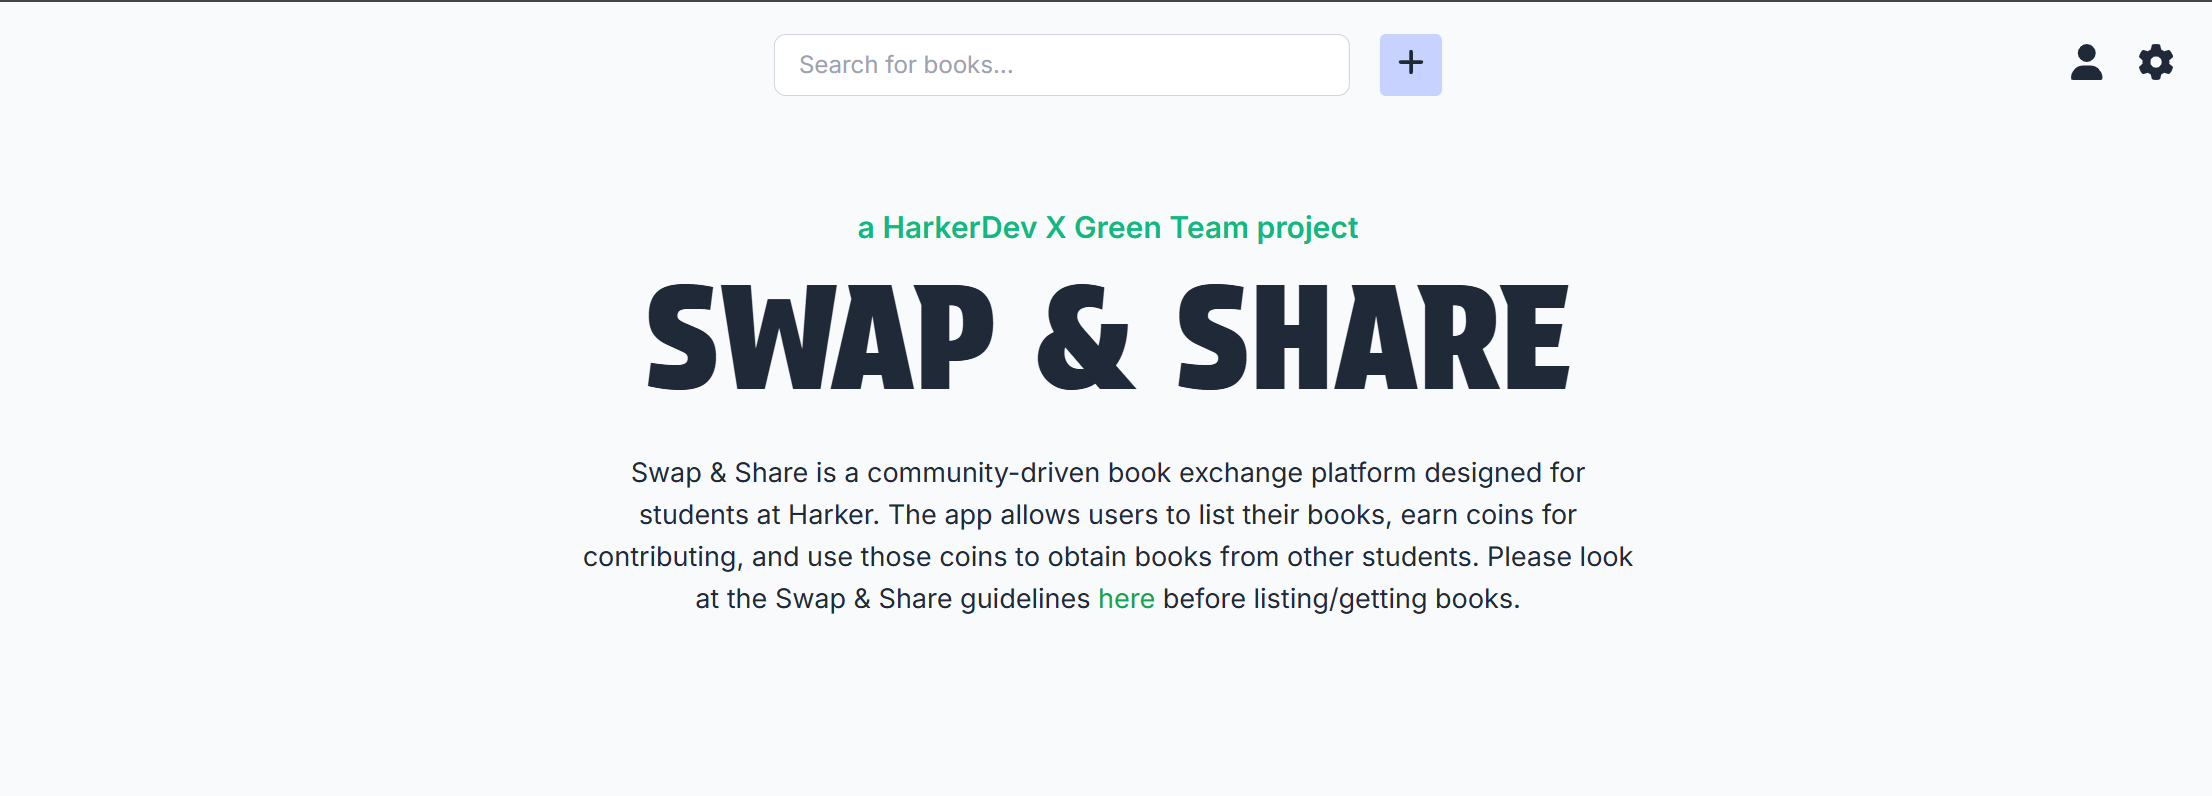 Search for books...
a HarkerDev X Green Team project
SWAP & SHARE
Swap & Share is a community-driven book exchange platform designed for
students at Harker. The app allows users to list their books, earn coins for
contributing, and use those coins to obtain books from other students. Please look
at the Swap & Share guidelines here before listing/getting books.